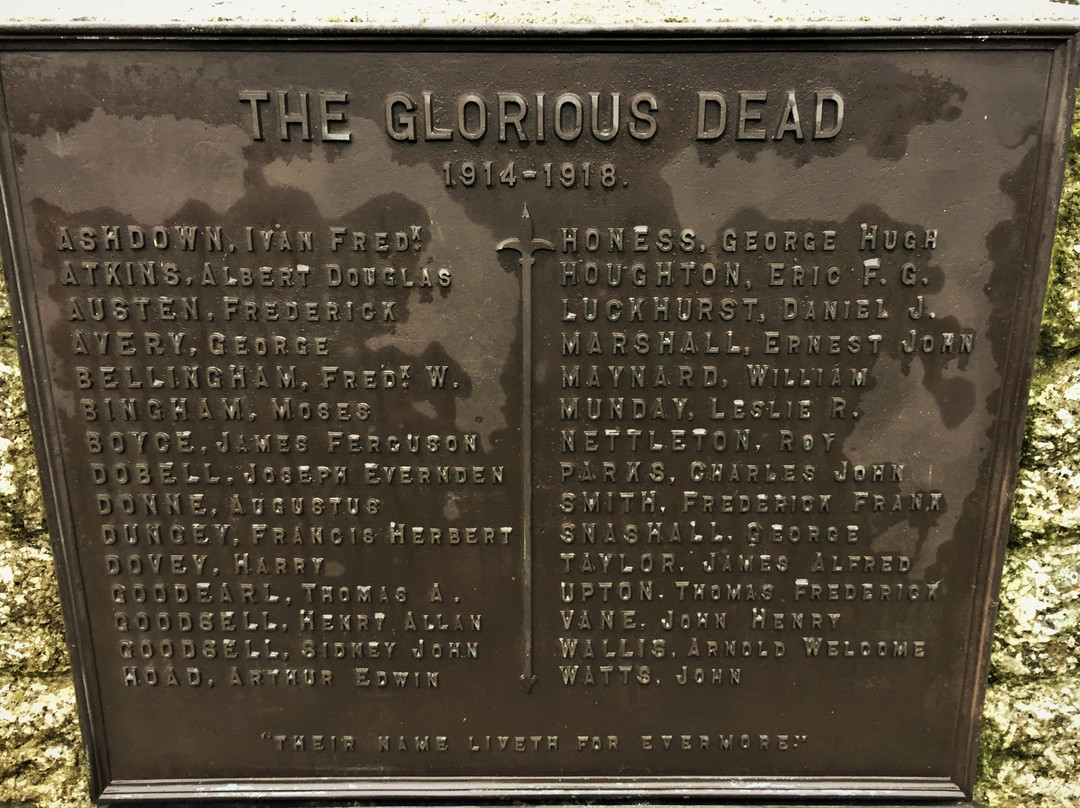 THE GLORIOUS DEAD
1914-1918.
ASHDOWN, IVAN FREDK.
ATKINS, ALBERT DOUGLAS
AUSTEN, FREDERICK
AVERY, GEORGE
BELLINGHAM, FREDK. W.
BINGHAM, MOSES
BOYCE, JAMES FERGUSON
DOBELL, JOSEPH EVERNDEN
DONNE, AUGUSTUS
DUNGEY, FRANCIS HERBERT
DOVEY, HARRY
GOODEARL, THOMAS A.
GOODSELL, HENRY ALLAN
GOODSELL, SIDNEY JOHN
HOAD, ARTHUR EDWIN
HONESS, GEORGE HUGH
HOUGHTON, ERIC F. G.
LUCKHURST, DANIEL J.
MARSHALL, ERNEST JOHN
MAYNARD, WILLIAM
MUNDAY, LESLIE R.
NETTLETON, ROY
PARKS, CHARLES JOHN
SMITH, FREDERICK FRANK
SNASHALL, GEORGE
TAYLOR, JAMES ALFRED
UPTON, THOMAS FREDERICK
VANE, JOHN HENRY
WALLIS, ARNOLD WELCOME
WATTS, JOHN
"THEIR NAME LIVETH FOR EVERMORE"